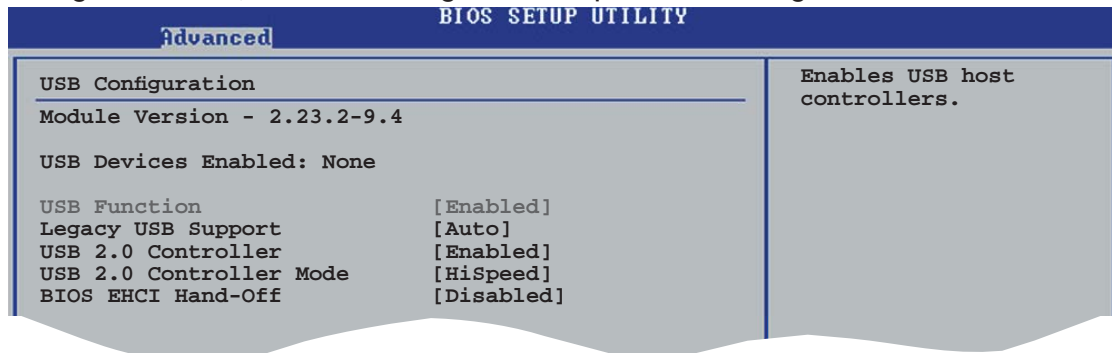 BIOS SETUP UTILITY
Advanced
USB Configuration
Module Version - 2.23.2-9.4
USB Devices Enabled: None
USB Function [Enabled]
Legacy USB Support [Auto]
USB 2.0 Controller [Enabled]
USB 2.0 Controller Mode [HiSpeed]
BIOS EHCI Hand-Off [Disabled]
Enables USB host
controllers.